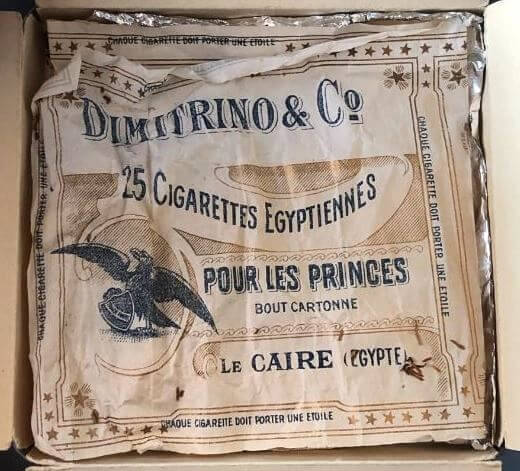 CHAQUE CIGARETTE DOIT PORTER UNE ETOILE
DIMITRINO & Cº
25 CIGARETTES EGYPTIENNES
POUR LES PRINCES
BOUT CARTONNE
LE CAIRE (EGYPTE)
CHAQUE CIGARETTE DOIT PORTER UNE ETOILE
CHAQUE CIGARETTE DOIT PORTER UNE ETOILE
CHAQUE CIGARETTE DOIT PORTER UNE ETOILE